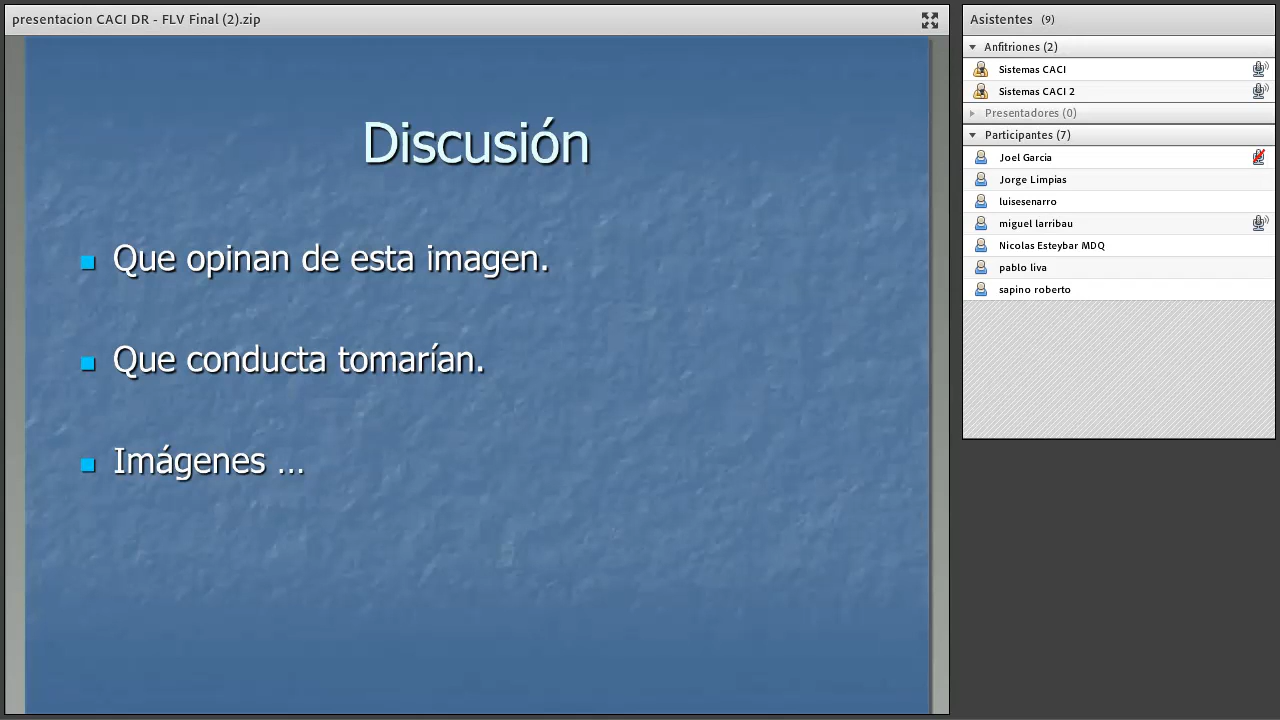 presentacion CACI DR - FLV Final (2).zip
Discusión
Que opinan de esta imagen.
Que conducta tomarían.
Imágenes ...
Asistentes (9)
Anfitriones (2)
Sistemas CACI
Sistemas CACI 2
Presentadores (0)
Participantes (7)
Joel Garcia
Jorge Limpias
luisesenarro
miguel larribau
Nicolas Esteybar MDQ
pablo liva
sapino roberto